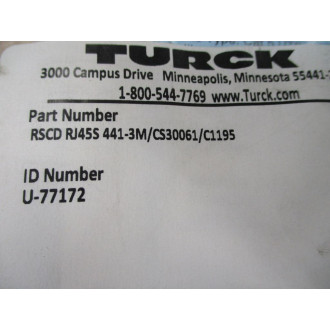 TURCK
3000 Campus Drive Minneapolis, Minnesota 55441-
1-800-544-7769 www.Turck.com
Part Number
RSCD RJ45S 441-3M/CS30061/C1195
ID Number
U-77172